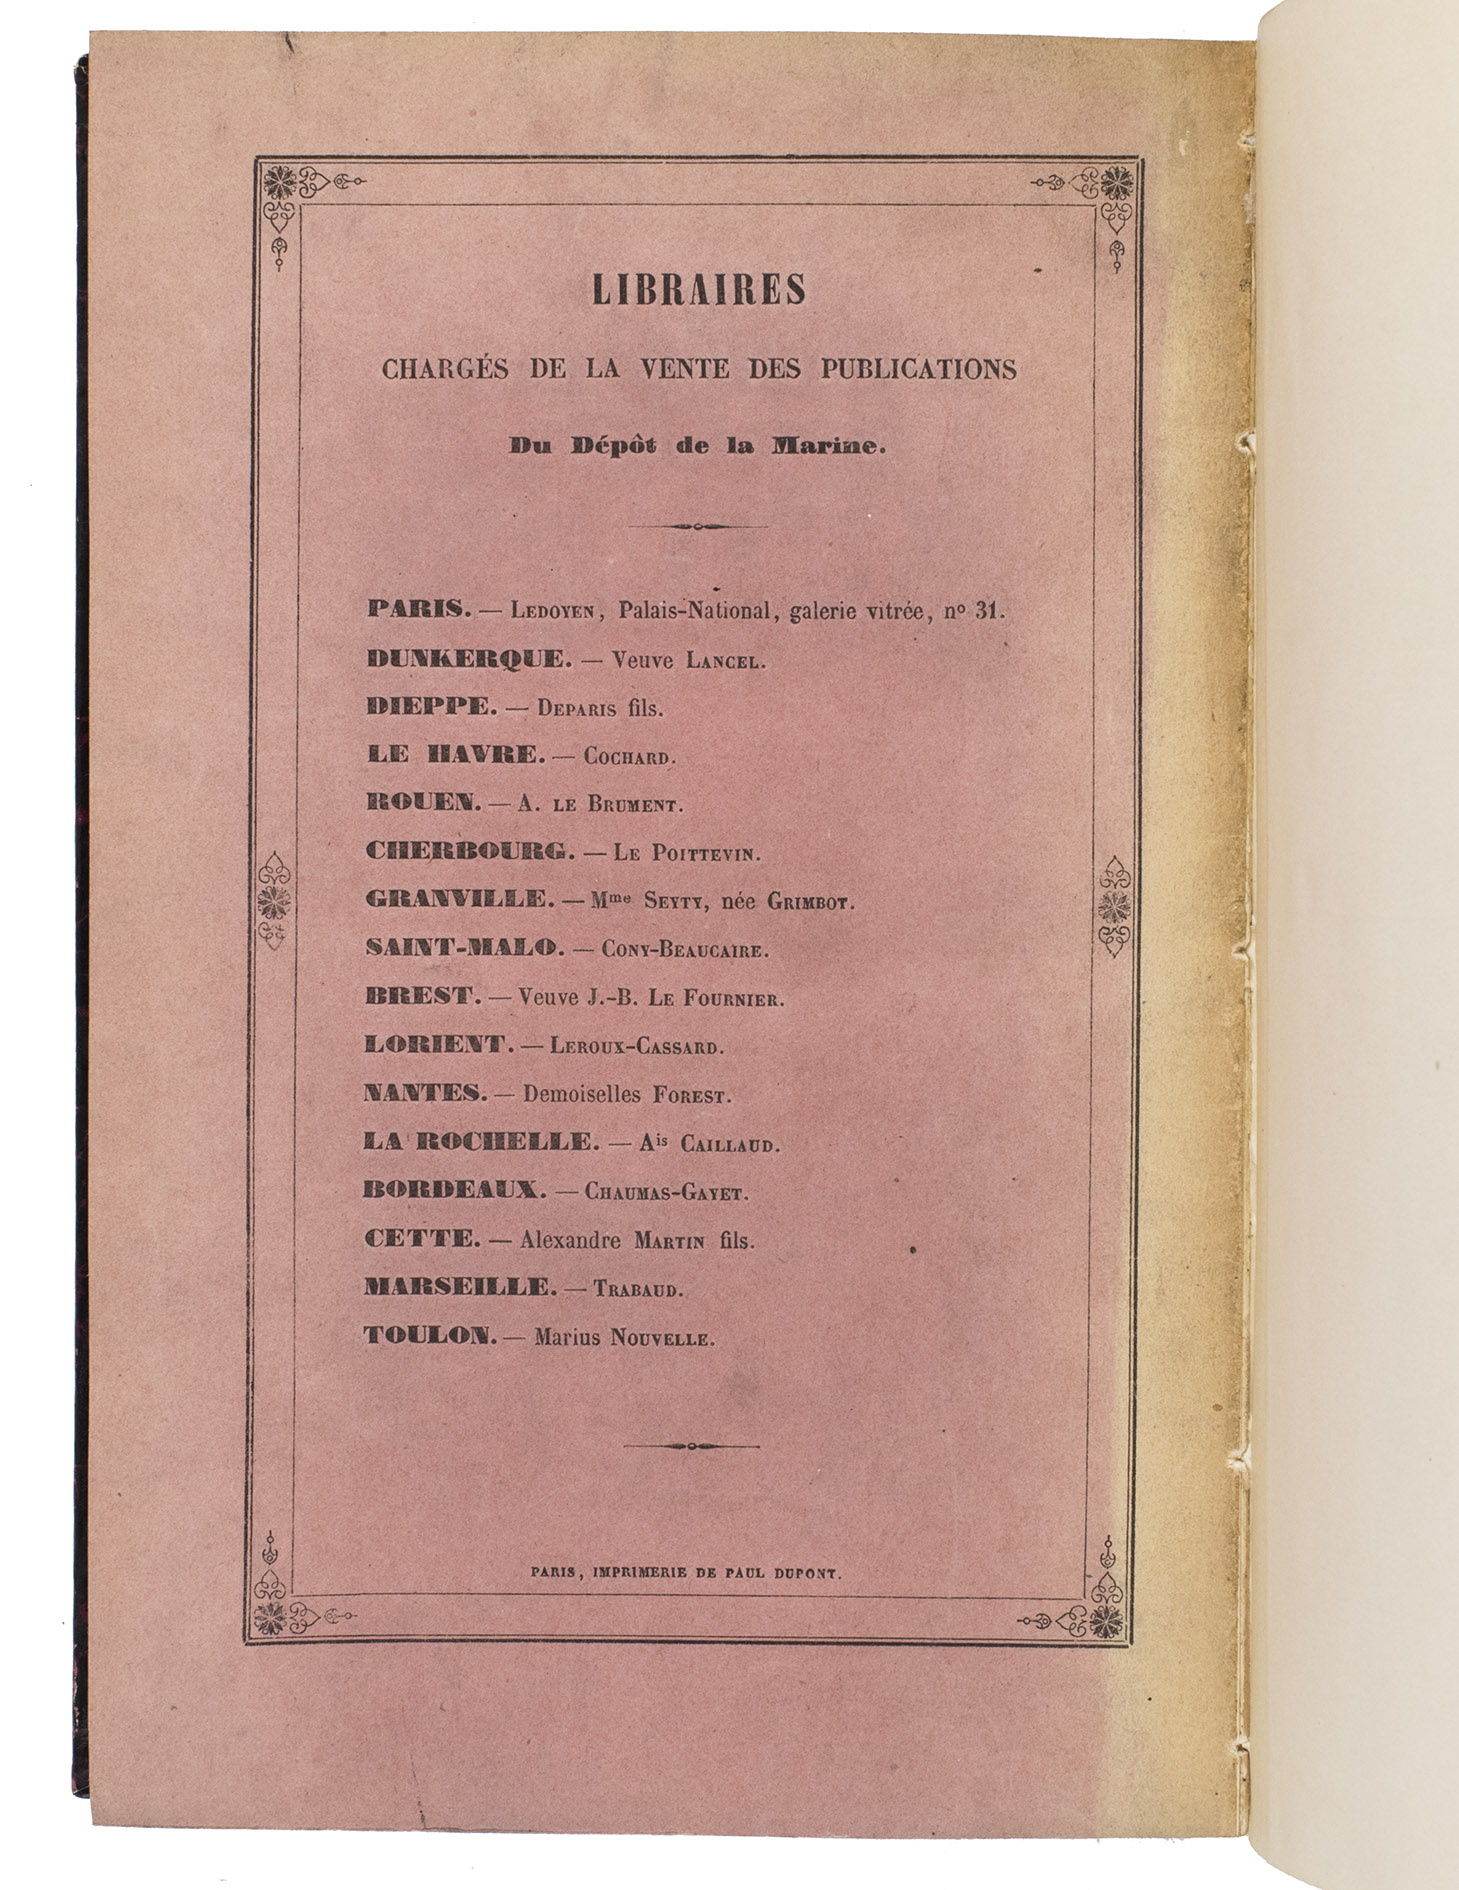 LIBRAIRES
CHARGÉS DE LA VENTE DES PUBLICATIONS
Du Dépôt de la Marine.
PARIS. — LEDOYEN, Palais-National, galerie vitrée, nº 31.
DUNKERQUE. — Veuve LANCEL.
DIEPPE. — DEPARIS fils.
LE HAVRE. — COCHARD.
ROUEN. — A. LE BRUMENT.
CHERBOURG. — LE POITTEVIN.
GRANVILLE. — Mme SEYTY, née GRIMBOT.
SAINT-MALO. — CONY-BEAUCAIRE.
BREST. — Veuve J.-B. LE FOURNIER.
LORIENT. — LEROUX-CASSARD.
NANTES. — Demoiselles FOREST.
LA ROCHELLE. — Ais CAILLAUD.
BORDEAUX. — CHAUMAS-GAYET.
CETTE. — Alexandre MARTIN fils.
MARSEILLE. — TRABAUD.
TOULON. — Marius NOUVELLE.
PARIS, IMPRIMERIE DE PAUL DUPONT.